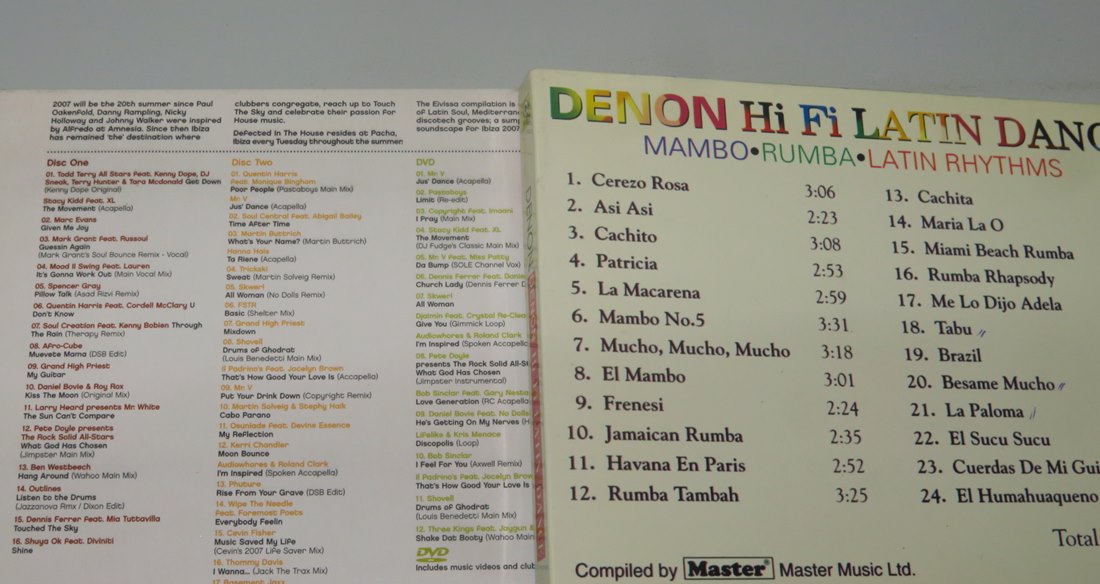 2007 will be the 20th summer since Paul
Oakenfold, Danny Rampling, Nicky
Holloway and Johnny Walker were inspired
by Alfredo at Amnesia. Since then Ibiza
has remained 'the' destination where
clubbers congregate, reach up to Touch
The Sky and celebrate their passion for
House music.
Defected In The House resides at Pacha,
Ibiza every Tuesday throughout the summer
The Eivissa compilation is
of Latin Soul, Mediterran
discotech grooves; a sump
soundscape for Ibiza 2007
Disc One
01. Todd Terry All Stars feat. Kenny Dope, DJ
Sneak, Terry Hunter & Tara Mcdonald Get Down
(Kenny Dope Original)
Stacy Kidd feat. XL
The Movement (Acapella)
02. Marc Evans
Given Me Joy
03. Mark Grant feat. Russoul
Guessin Again
(Mark Grant's Soul Bounce Remix - Vocal)
04. Mood II Swing feat. Lauren
It's Gonna Work Out (Main Vocal Mix)
05. Spencer Gray
Pillow Talk (Asad Rizvi Remix)
06. Quentin Harris feat. Cordell McClary U
Don't Know
07. Soul Creation feat. Kenny Bobien Through
The Rain (Therapy Remix)
08. Afro-Cube
Muevete Mama (DSB Edit)
09. Grand High Priest
My Guitar
10. Daniel Bovie & Roy Rox
Kiss The Moon (Original Mix)
11. Larry Heard presents Mr White
The Sun Can't Compare
12. Pete Doyle presents
The Rock Solid All-Stars
What God Has Chosen
(Jimpster Main Mix)
13. Ben Westbeech
Hang Around (Wahoo Main Mix)
14. Outlines
Listen to the Drums
(Jazzanova Rmx / Dixon Edit)
15. Dennis Ferrer feat. Mia Tuttavilla
Touched The Sky
16. Shuya Ok feat. Diviniti
Shine
Disc Two
01. Quentin Harris
feat. Monique Bingham
Poor People (Pastaboys Main Mix)
Mr V
Jus' Dance (Acapella)
02. Soul Central feat. Abigail Bailey
Time After Time
03. Martin Buttrich
What's Your Name? (Martin Buttrich)
Hanna Hais
Ta Riene (Acapella)
04. Trickski
Sweat (Martin Solveig Remix)
05. Skwerl
All Woman (No Dolls Remix)
06. FSTR
Basic (Shelter Mix)
07. Grand High Priest
Mixdown
08. Shovell
Drums of Ghodrat
(Louis Benedetti Main Mix)
Il Padrino's feat. Jocelyn Brown
That's How Good Your Love Is (Accapella)
09. Mr. V
Put Your Drink Down (Copyright Remix)
10. Martin Solveig & Stephy Haik
Cabo Parano
11. Osunlade feat. Devine Essence
My Reflection
12. Kerri Chandler
Moon Bounce
Audiowhores & Roland Clark
I'm Inspired (Spoken Accapella)
13. Phuture
Rise From Your Grave (DSB Edit)
14. Wipe The Needle
Feat. Foremost Poets
Everybody Feelin
15. Cevin Fisher
Music Saved My Life
(Cevin's 2007 Life Saver Mix)
16. Thommy Davis
I Wanna... (Jack The Trax Mix)
17. Basement Jaxx
DVD
01. Mr V
Jus' Dance (Acapella)
02. Pastaboys
Limit (Re-edit)
03. Copyright feat. Imaani
I Pray (Main Mix)
04. Stacy Kidd feat. XL
The Movement
(DJ Fudge's Classic Main Mix)
05. Mr V feat. Miss Patty
Da Bump (SOLE Channel Vox)
06. Dennis Ferrer feat. Danie
Church Lady (Dennis Ferrer D
07. Skwerl
All Woman
Djaimin feat. Crystal Re-Clea
Give You (Gimmick Loop)
Audiowhores & Roland Clark
I'm Inspired (Spoken Accapella
08. Pete Doyle
presents The Rock Solid All-St
What God Has Chosen
(Jimpster Instrumental)
Bob Sinclar feat. Gary Nesta
Love Generation (RC Acapella
09. Daniel Bovie feat. No Dolls
He's Getting On My Nerves (H
Lifelike & Kris Menace
Discopolis (Loop)
10. Bob Sinclar
I Feel For You (Axwell Remix)
Il Padrino's feat. Jocelyn Brow
That's How Good Your Love Is
11. Shovell
Drums of Ghodrat
(Louis Benedetti Main Mix)
12. Three Kings feat. Jaygun &
Shake Dat Booty (Wahoo Main
DVD
Includes music videos and club
DENON Hi Fi LATIN DANC
MAMBO•RUMBA•LATIN RHYTHMS
1. Cerezo Rosa 3:06
2. Asi Asi 2:23
3. Cachito 3:08
4. Patricia 2:53
5. La Macarena 2:59
6. Mambo No.5 3:31
7. Mucho, Mucho, Mucho 3:18
8. El Mambo 3:01
9. Frenesi 2:24
10. Jamaican Rumba 2:35
11. Havana En Paris 2:52
12. Rumba Tambah 3:25
13. Cachita
14. Maria La O
15. Miami Beach Rumba
16. Rumba Rhapsody
17. Me Lo Dijo Adela
18. Tabu
19. Brazil
20. Besame Mucho
21. La Paloma
22. El Sucu Sucu
23. Cuerdas De Mi Gui
24. El Humahuaqueno
Total
Compiled by Master Master Music Ltd.